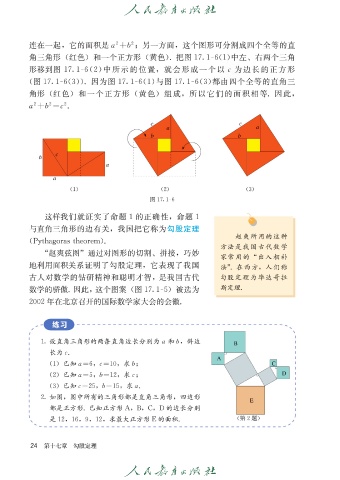 人民教育出版社
连在一起，它的面积是 a²+b²；另一方面，这个图形可分割成四个全等的直
角三角形（红色）和一个正方形（黄色）. 把图 17.1-6(1)中左、右两个三角
形移到图 17.1-6(2)中所示的位置，就会形成一个以 c 为边长的正方形
(图 17.1-6(3)). 因为图 17.1-6(1)与图 17.1-6(3)都由四个全等的直角三
角形（红色）和一个正方形（黄色）组成，所以它们的面积相等. 因此，
a²+b²=c².
b
c
a
a
(1)
c
a
b
(2)
c
a
b
(3)
图 17.1-6
这样我们就证实了命题 1 的正确性，命题 1
与直角三角形的边有关，我国把它称为勾股定理
(Pythagoras theorem).
“赵爽弦图”通过对图形的切割、拼接，巧妙
地利用面积关系证明了勾股定理，它表现了我国
古人对数学的钻研精神和聪明才智，是我国古代
数学的骄傲. 因此，这个图案（图 17.1-5）被选为
2002 年在北京召开的国际数学家大会的会徽.
赵爽所用的这种
方法是我国古代数学
家常用的“出入相补
法”. 在西方，人们称
勾股定理为毕达哥拉
斯定理.
练习
1. 设直角三角形的两条直角边长分别为 a 和 b，斜边
长为 c.
(1) 已知 a=6，c=10，求 b；
(2) 已知 a=5，b=12，求 c；
(3) 已知 c=25，b=15，求 a.
2. 如图，图中所有的三角形都是直角三角形，四边形
都是正方形. 已知正方形 A，B，C，D 的边长分别
是 12，16，9，12，求最大正方形 E 的面积.
B
A
C
D
E
(第 2 题)
24 第十七章 勾股定理
人民教育出版社